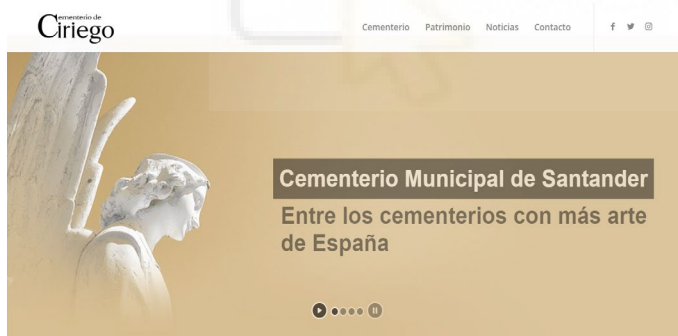 Cementerio de
Ciriego
Cementerio Patrimonio Noticias Contacto
Cementerio Municipal de Santander
Entre los cementerios con más arte
de España